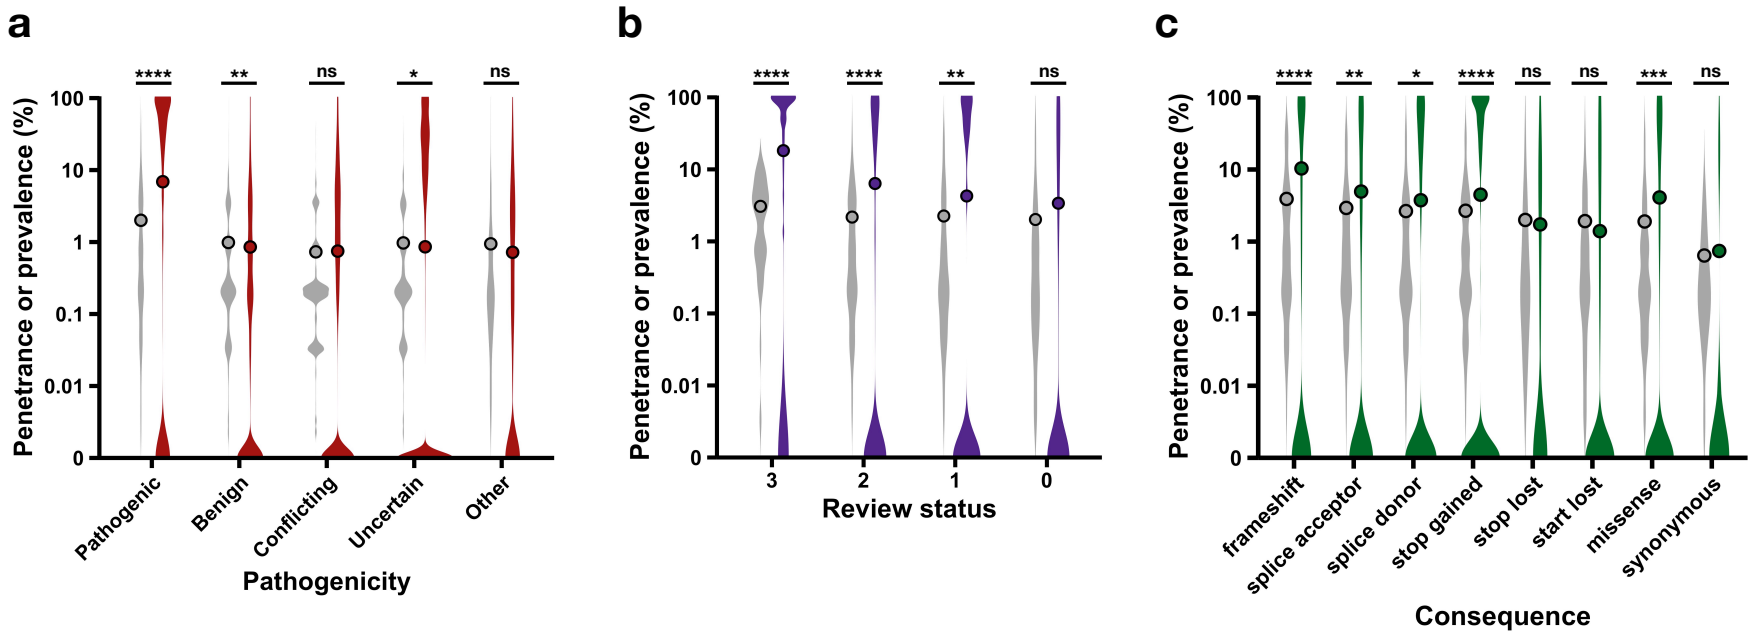 a
Penetrance or prevalence (%)
**** ** ns * ns
100
10
1
0.1
0.01
0
Pathogenic
Benign
Conflicting
Uncertain
Other
Pathogenicity
b
Penetrance or prevalence (%)
**** **** ** ns
100
10
1
0.1
0.01
0
3 2 1 0
Review status
c
Penetrance or prevalence (%)
**** ** * **** ns ns *** ns
100
10
1
0.1
0.01
0
frameshift
splice acceptor
splice donor
stop gained
stop lost
start lost
missense
synonymous
Consequence